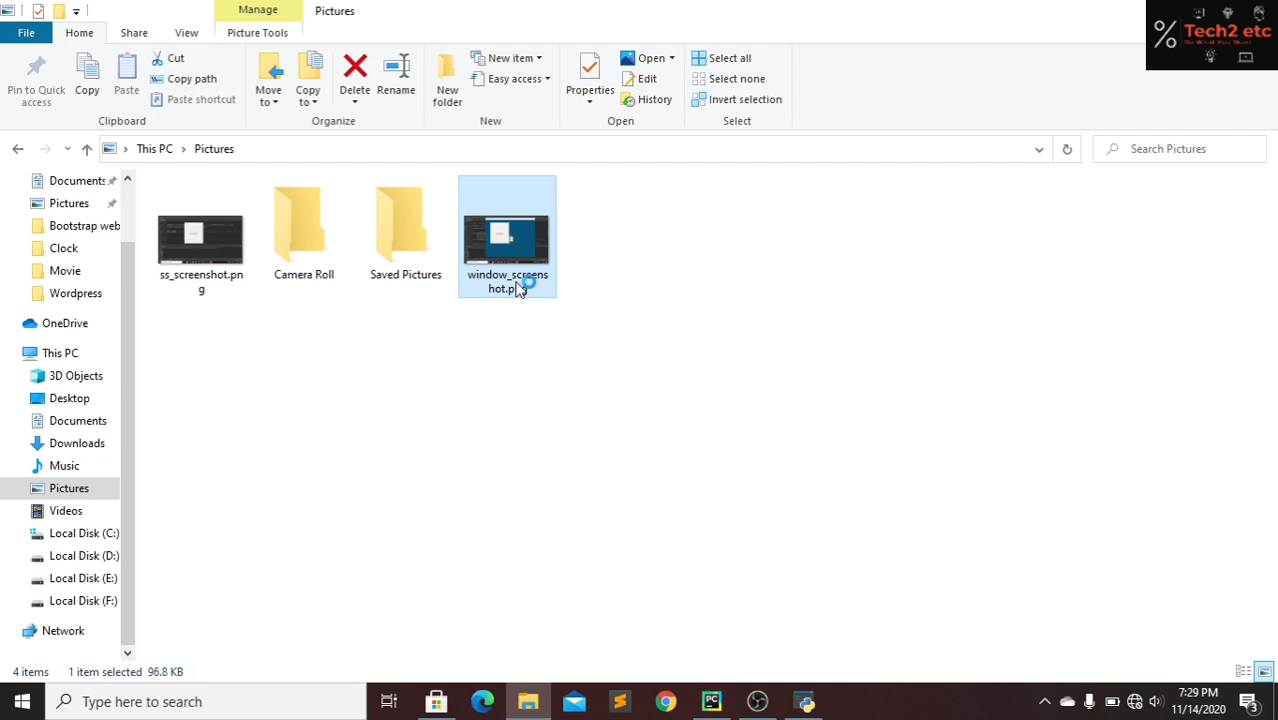 Manage
Pictures
File
Home
Share
View
Picture Tools
% Tech2 etc
Pin to Quick access
Copy
Paste
Cut
Copy path
Paste shortcut
Clipboard
Move to
Copy to
Delete
Rename
Organize
New folder
New item
Easy access
New
Properties
Open
Edit
History
Open
Select all
Select none
Invert selection
Select
This PC
Pictures
Search Pictures
Documents
Pictures
Bootstrap web
Clock
Movie
Wordpress
OneDrive
This PC
3D Objects
Desktop
Documents
Downloads
Music
Pictures
Videos
Local Disk (C:)
Local Disk (D:)
Local Disk (E:)
Local Disk (F:)
Network
ss_screenshot.pn
g
Camera Roll
Saved Pictures
window_screens
hot.png
4 items
1 item selected 96.8 KB
Type here to search
PC
7:29 PM
11/14/2020
3